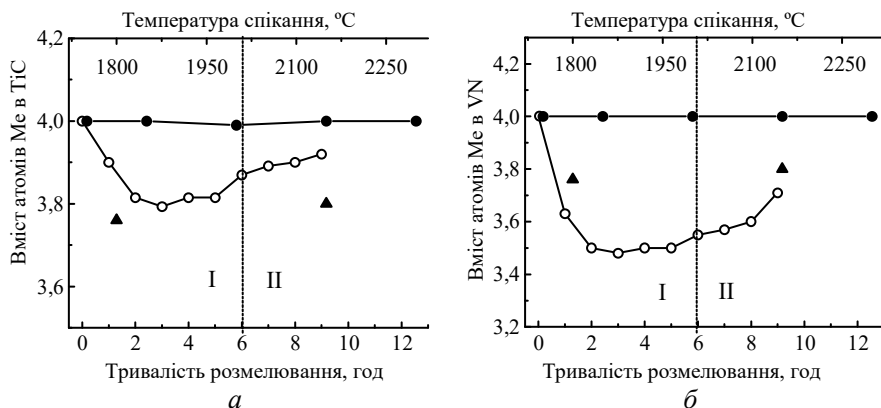 Температура спікання, ºС
1800 1950 2100 2250
Вміст атомів Ме в TiC
4,2
4,0
3,8
3,6
I II
0 2 4 6 8 10 12
Тривалість розмелювання, год
а
Температура спікання, ºС
1800 1950 2100 2250
Вміст атомів Ме в VN
4,2
4,0
3,8
3,6
3,4
3,2
I II
0 2 4 6 8 10 12
Тривалість розмелювання, год
б